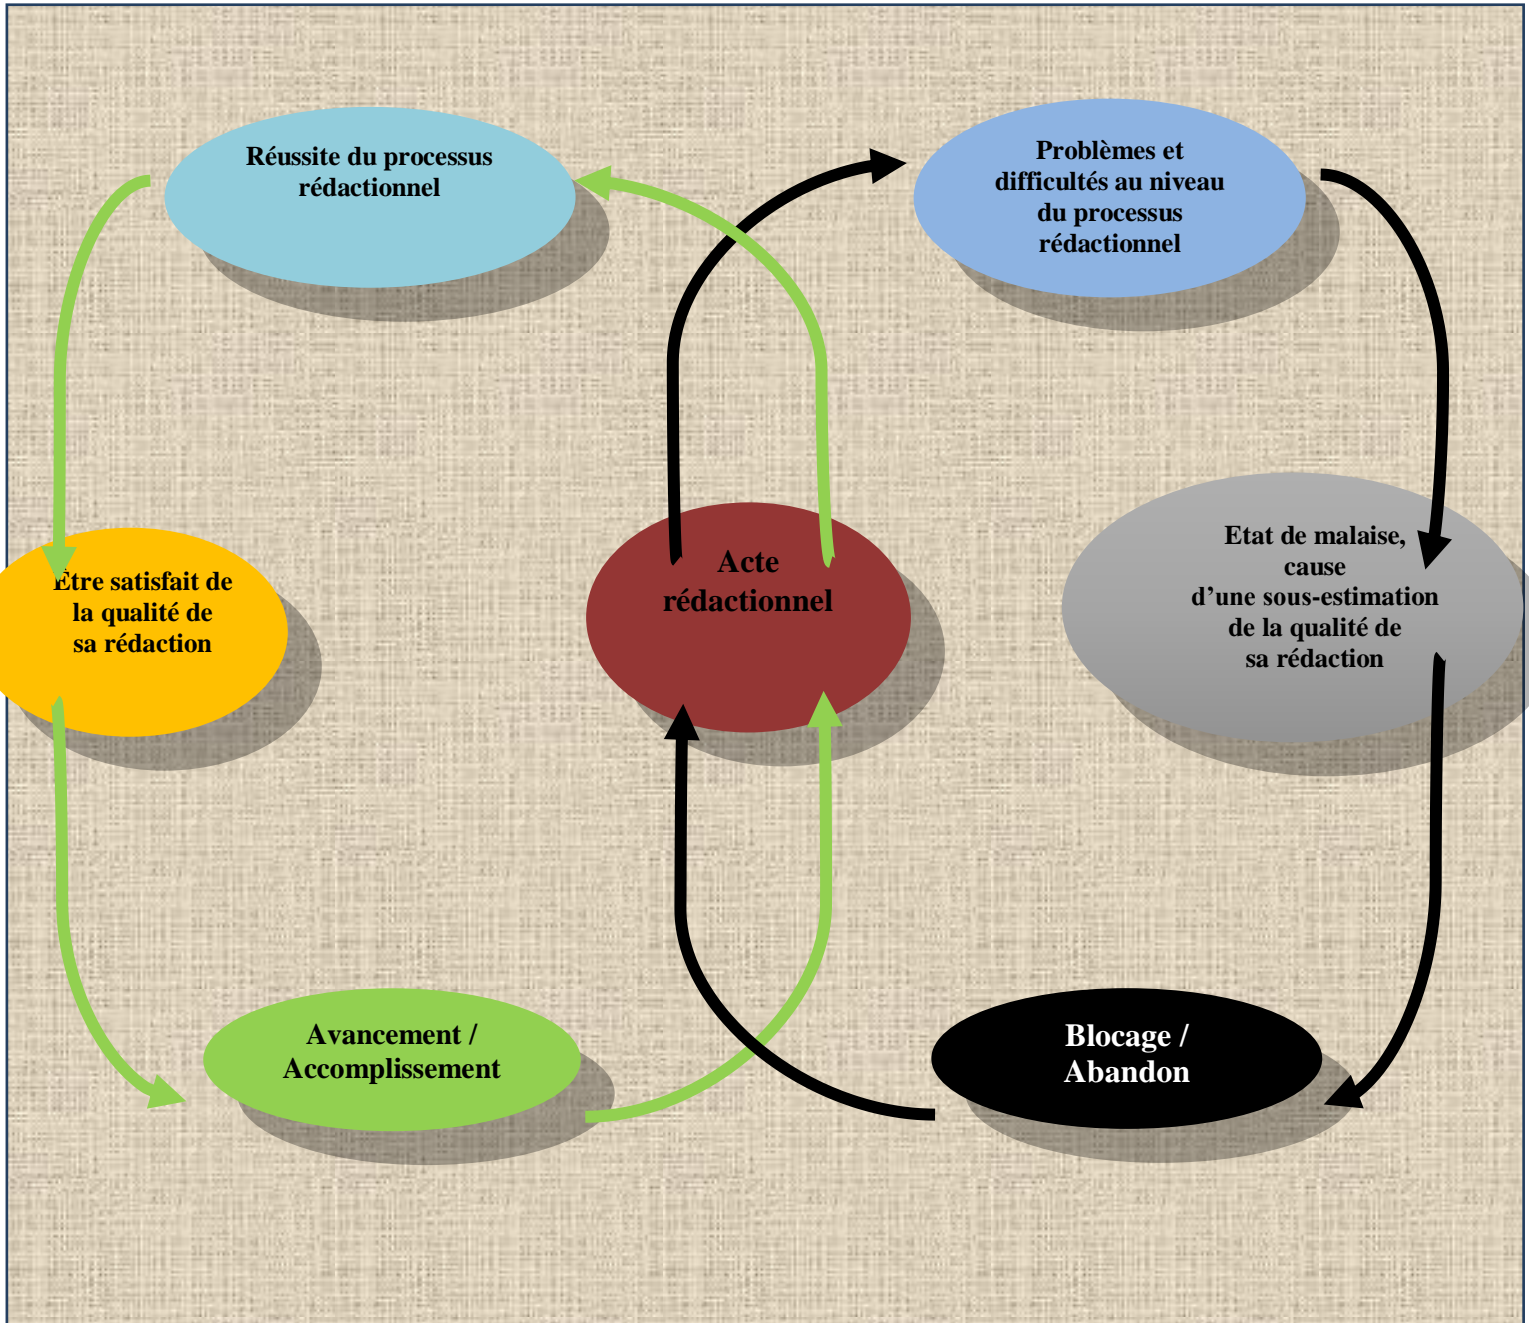 Réussite du processus
rédactionnel
Problèmes et
difficultés au niveau
du processus
rédactionnel
Etre satisfait de
la qualité de
sa rédaction
Acte
rédactionnel
Etat de malaise,
cause
d’une sous-estimation
de la qualité de
sa rédaction
Avancement /
Accomplissement
Blocage /
Abandon